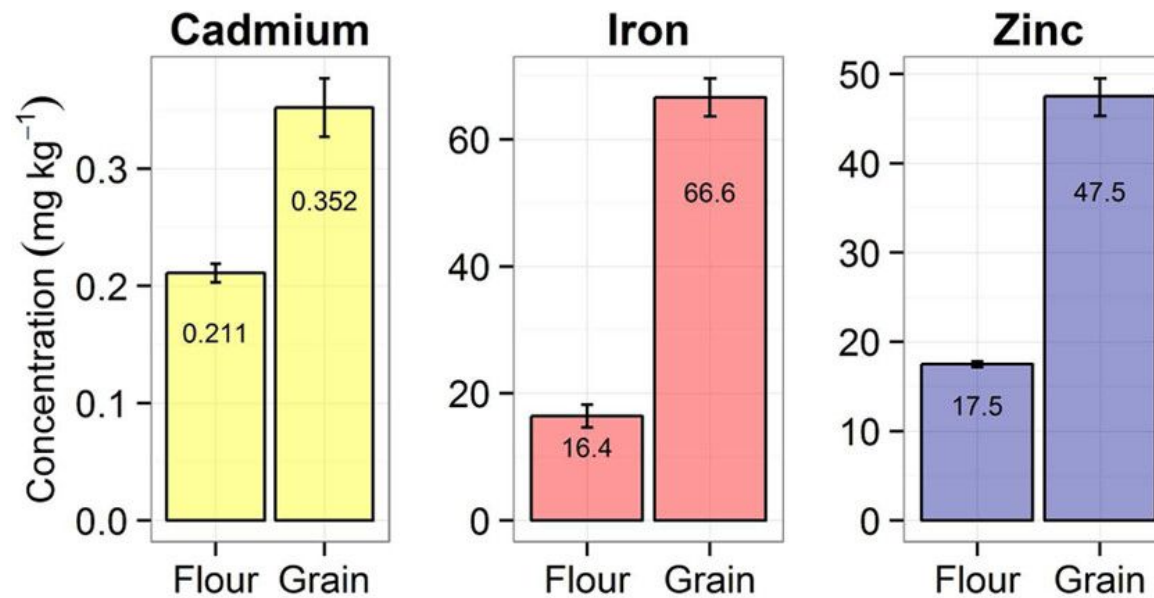 Cadmium
Iron
Zinc
Concentration (mg kg⁻¹)
0.3
0.2
0.1
0.0
0.211
0.352
Flour Grain
60
40
20
0
16.4
66.6
Flour Grain
50
40
30
20
10
0
17.5
47.5
Flour Grain